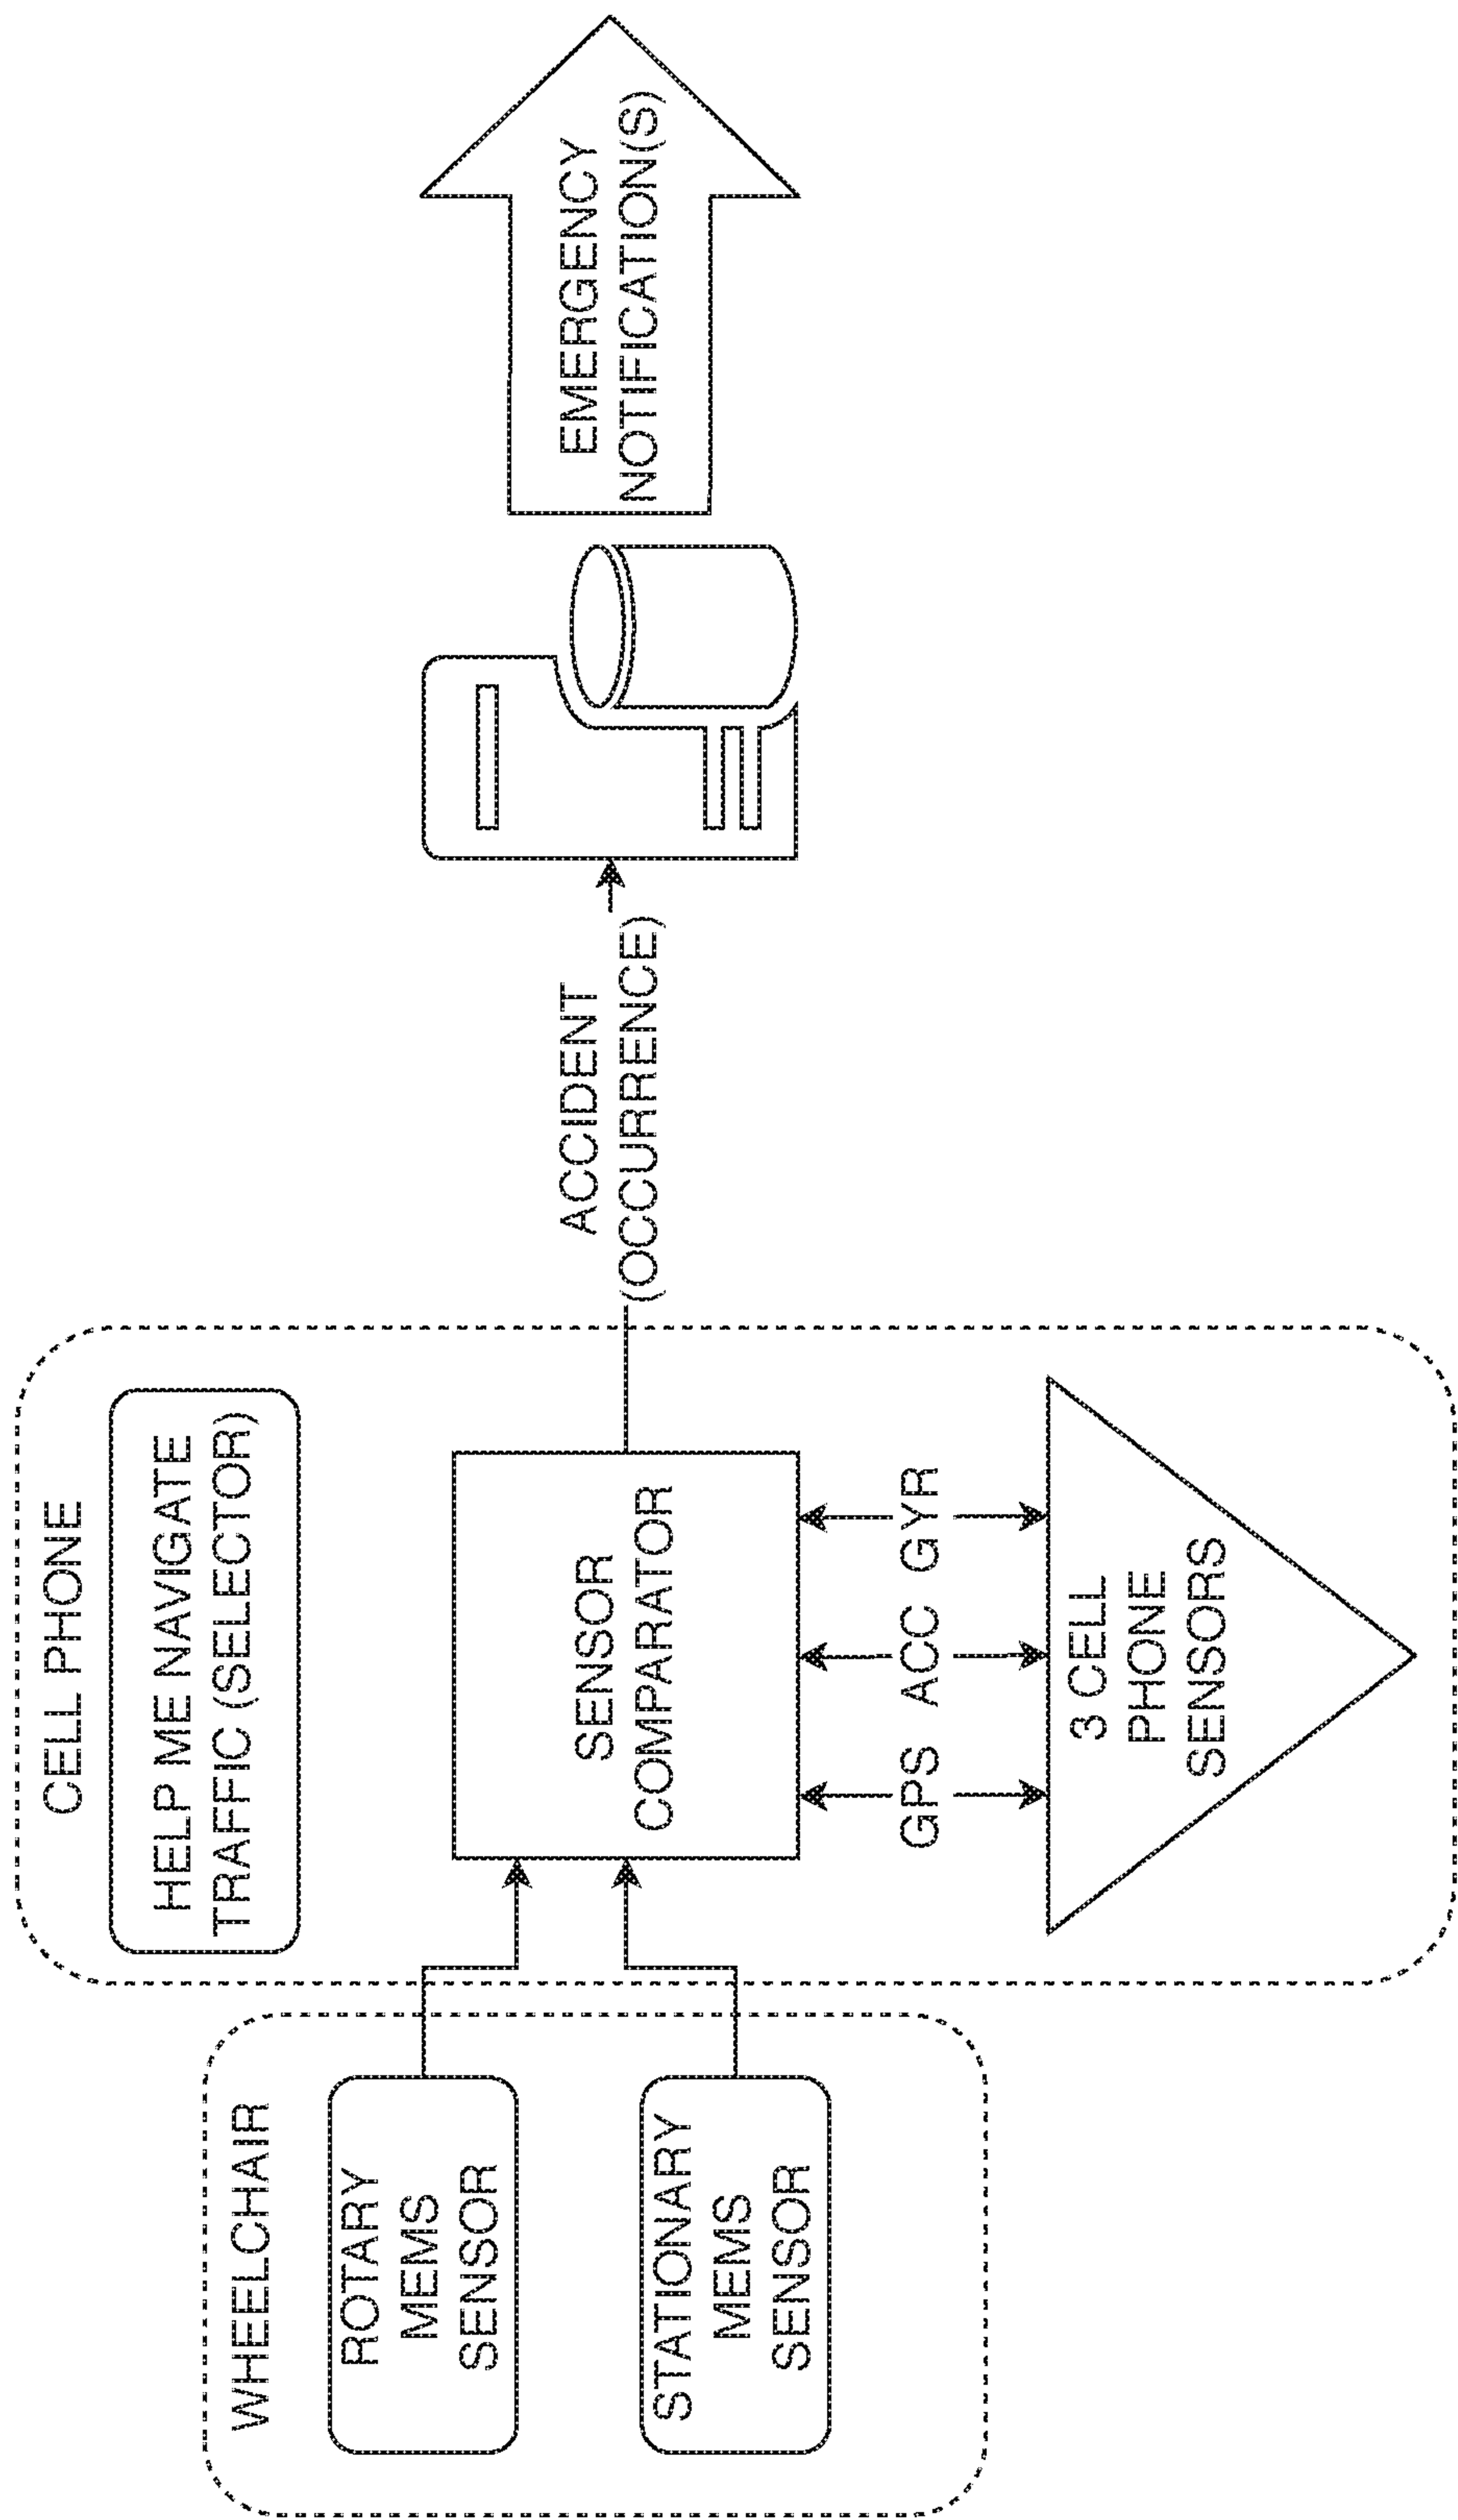 WHEELCHAIR
ROTARY
MEMS
SENSOR
STATIONARY
MEMS
SENSOR
CELL PHONE
HELP ME NAVIGATE
TRAFFIC (SELECTOR)
SENSOR
COMPARATOR
GPS ACC GYR
3 CELL
PHONE
SENSORS
ACCIDENT
(OCCURRENCE)
EMERGENCY
NOTIFICATION(S)